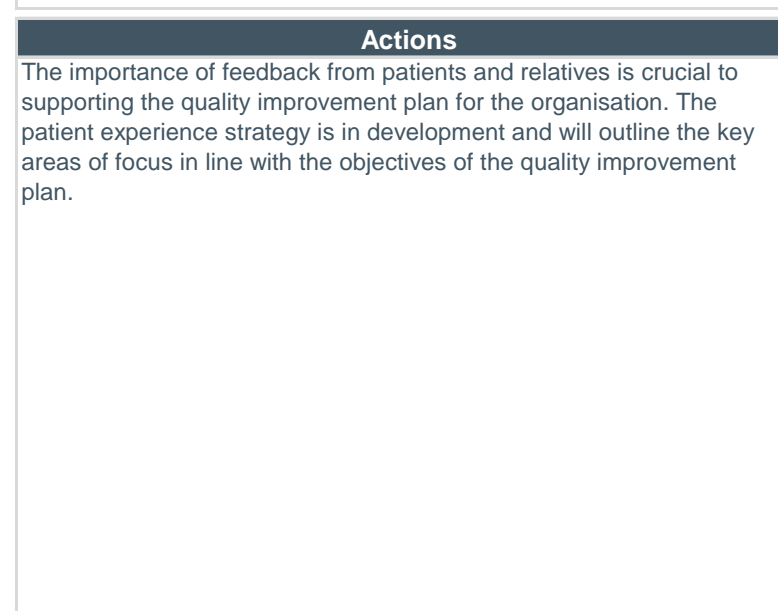 Actions
The importance of feedback from patients and relatives is crucial to
supporting the quality improvement plan for the organisation. The
patient experience strategy is in development and will outline the key
areas of focus in line with the objectives of the quality improvement
plan.